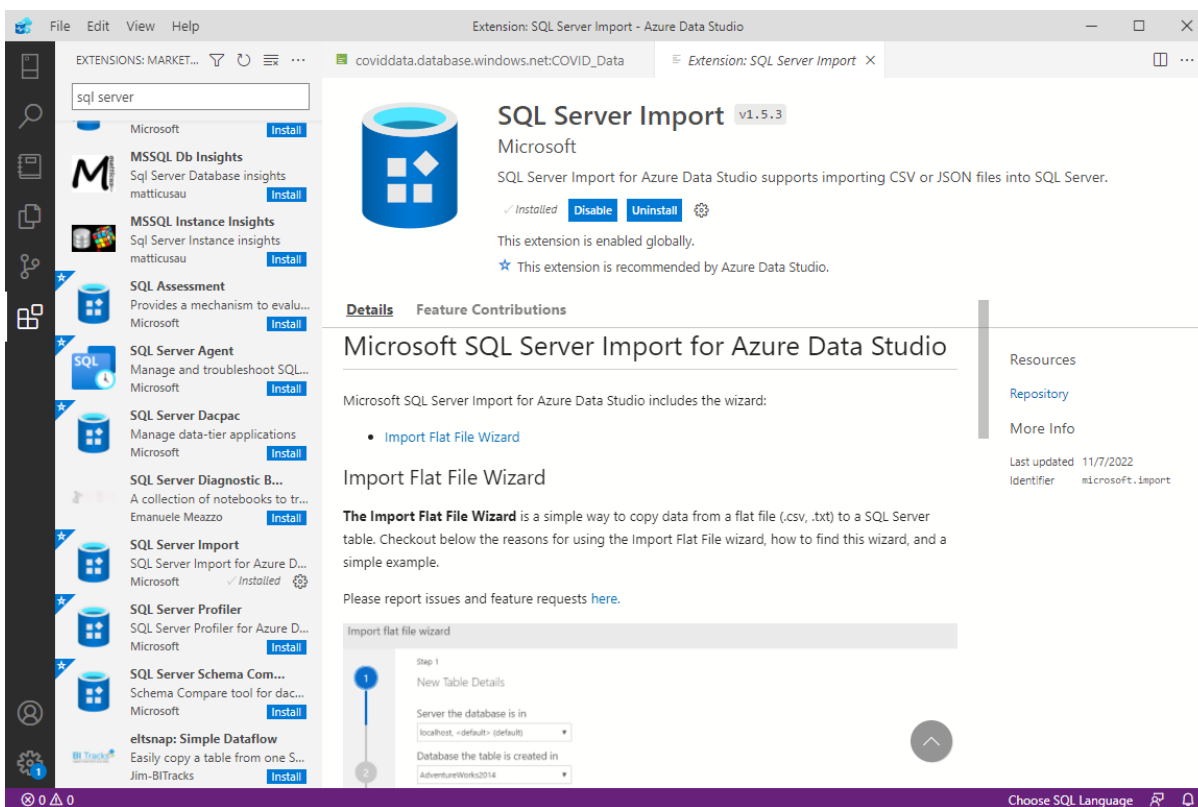 File Edit View Help
Extension: SQL Server Import - Azure Data Studio
EXTENSIONS: MARKET...
sql server
Microsoft
Install
MSSQL Db Insights
Sql Server Database insights
matticusau
Install
MSSQL Instance Insights
Sql Server Instance insights
matticusau
Install
SQL Assessment
Provides a mechanism to evalu...
Microsoft
Install
SQL
SQL Server Agent
Manage and troubleshoot SQL...
Microsoft
Install
SQL Server Dacpac
Manage data-tier applications
Microsoft
Install
SQL Server Diagnostic B...
A collection of notebooks to tr...
Emanuele Meazzo
Install
SQL Server Import
SQL Server Import for Azure D...
Microsoft
✓ Installed
SQL Server Profiler
SQL Server Profiler for Azure D...
Microsoft
Install
SQL Server Schema Com...
Schema Compare tool for dac...
Microsoft
Install
BI Tracks
eltsnap: Simple Dataflow
Easily copy a table from one S...
Jim-BITracks
Install
1
coviddata.database.windows.net:COVID_Data
Extension: SQL Server Import
SQL Server Import v1.5.3
Microsoft
SQL Server Import for Azure Data Studio supports importing CSV or JSON files into SQL Server.
✓ Installed Disable Uninstall
This extension is enabled globally.
This extension is recommended by Azure Data Studio.
Details Feature Contributions
Microsoft SQL Server Import for Azure Data Studio
Microsoft SQL Server Import for Azure Data Studio includes the wizard:
• Import Flat File Wizard
Import Flat File Wizard
The Import Flat File Wizard is a simple way to copy data from a flat file (.csv, .txt) to a SQL Server
table. Checkout below the reasons for using the Import Flat File wizard, how to find this wizard, and a
simple example.
Please report issues and feature requests here.
Import flat file wizard
1
2
Step 1
New Table Details
Server the database is in
localhost, <default> (default)
Database the table is created in
AdventureWorks2014
Resources
Repository
More Info
Last updated 11/7/2022
Identifier microsoft.import
0 0
Choose SQL Language